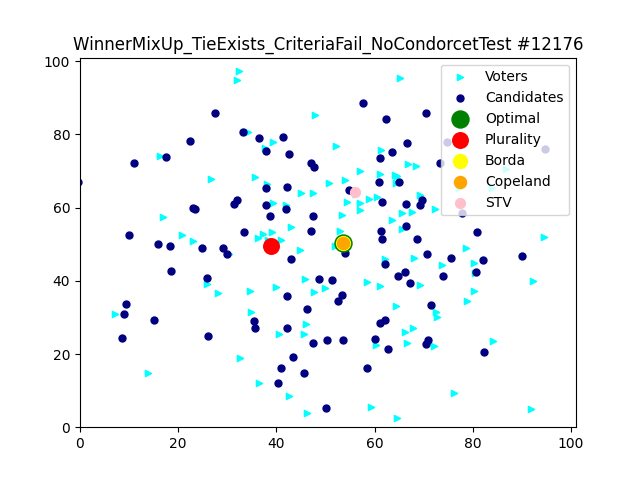 WinnerMixUp_TieExists_CriteriaFail_NoCondorcetTest #12176
100
80
60
40
20
0
0
20
40
60
80
100
Voters
Candidates
Optimal
Plurality
Borda
Copeland
STV